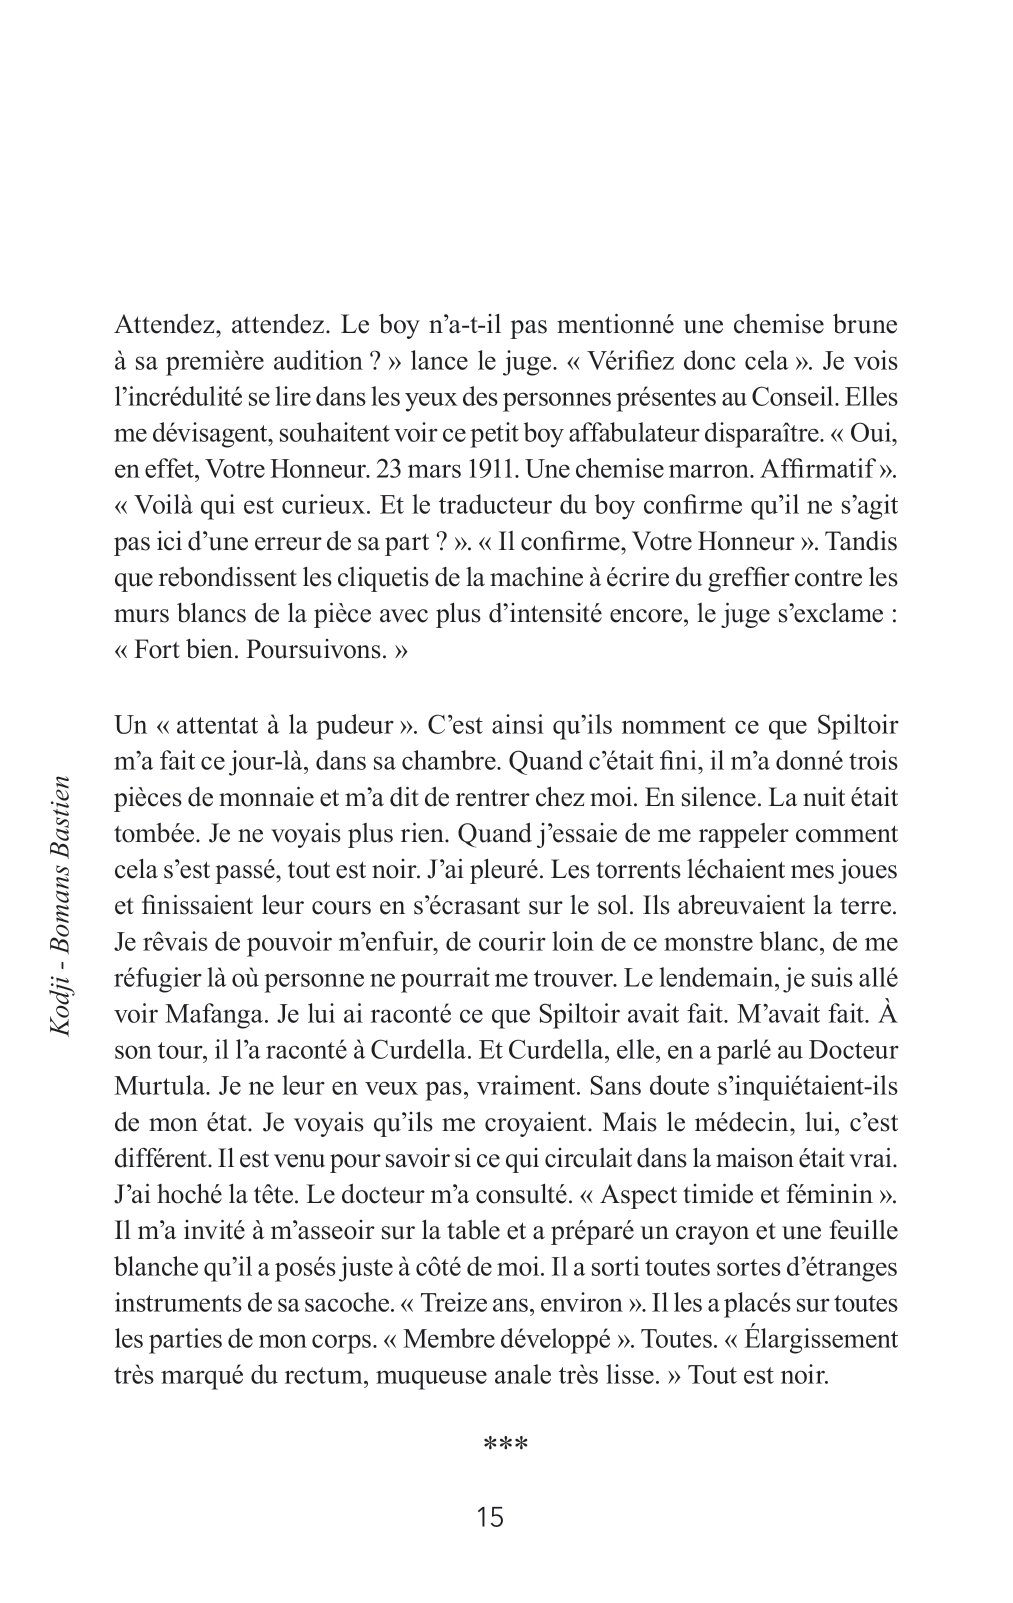 Attendez, attendez. Le boy n’a-t-il pas mentionné une chemise brune
à sa première audition ? » lance le juge. « Vérifiez donc cela ». Je vois
l’incrédulité se lire dans les yeux des personnes présentes au Conseil. Elles
me dévisagent, souhaitent voir ce petit boy affabulateur disparaître. « Oui,
en effet, Votre Honneur. 23 mars 1911. Une chemise marron. Affirmatif ».
« Voilà qui est curieux. Et le traducteur du boy confirme qu’il ne s’agit
pas ici d’une erreur de sa part ? ». « Il confirme, Votre Honneur ». Tandis
que rebondissent les cliquetis de la machine à écrire du greffier contre les
murs blancs de la pièce avec plus d’intensité encore, le juge s’exclame :
« Fort bien. Poursuivons. »
Un « attentat à la pudeur ». C’est ainsi qu’ils nomment ce que Spiltoir
m’a fait ce jour-là, dans sa chambre. Quand c’était fini, il m’a donné trois
pièces de monnaie et m’a dit de rentrer chez moi. En silence. La nuit était
tombée. Je ne voyais plus rien. Quand j’essaie de me rappeler comment
cela s’est passé, tout est noir. J’ai pleuré. Les torrents léchaient mes joues
et finissaient leur cours en s’écrasant sur le sol. Ils abreuvaient la terre.
Je rêvais de pouvoir m’enfuir, de courir loin de ce monstre blanc, de me
réfugier là où personne ne pourrait me trouver. Le lendemain, je suis allé
voir Mafanga. Je lui ai raconté ce que Spiltoir avait fait. M’avait fait. À
son tour, il l’a raconté à Curdella. Et Curdella, elle, en a parlé au Docteur
Murtula. Je ne leur en veux pas, vraiment. Sans doute s’inquiétaient-ils
de mon état. Je voyais qu’ils me croyaient. Mais le médecin, lui, c’est
différent. Il est venu pour savoir si ce qui circulait dans la maison était vrai.
J’ai hoché la tête. Le docteur m’a consulté. « Aspect timide et féminin ».
Il m’a invité à m’asseoir sur la table et a préparé un crayon et une feuille
blanche qu’il a posés juste à côté de moi. Il a sorti toutes sortes d’étranges
instruments de sa sacoche. « Treize ans, environ ». Il les a placés sur toutes
les parties de mon corps. « Membre développé ». Toutes. « Élargissement
très marqué du rectum, muqueuse anale très lisse. » Tout est noir.
***
15
Kodji - Bomans Bastien